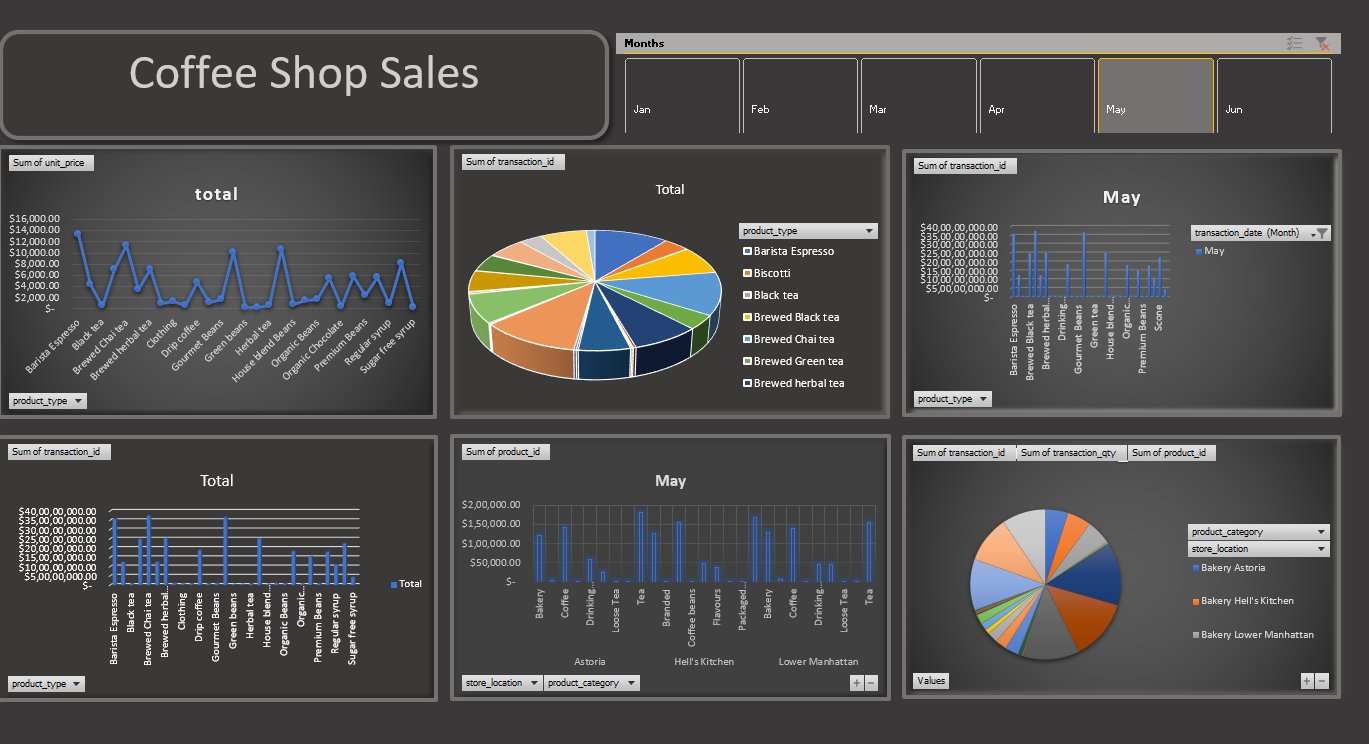 Coffee Shop Sales
Months
Jan
Feb
Mar
Apr
May
Jun
Sum of unit_price
total
$16,000.00
$14,000.00
$12,000.00
$10,000.00
$8,000.00
$6,000.00
$4,000.00
$2,000.00
$-
Barista Espresso
Black tea
Brewed Chai tea
Brewed herbal tea
Clothing
Drip coffee
Gourmet Beans
Green beans
Herbal tea
House blend Beans
Organic Beans
Organic Chocolate
Premium Beans
Regular syrup
Sugar free syrup
product_type
Sum of transaction_id
Total
product_type
Barista Espresso
Biscotti
Black tea
Brewed Black tea
Brewed Chai tea
Brewed Green tea
Brewed herbal tea
Sum of transaction_id
May
$40,00,00,000.00
$35,00,00,000.00
$30,00,00,000.00
$25,00,00,000.00
$20,00,00,000.00
$15,00,00,000.00
$10,00,00,000.00
$5,00,00,000.00
$-
Barista Espresso
Brewed Black tea
Brewed herbal...
Drinking...
Gourmet Beans
Green tea
House blend...
Organic...
Premium Beans
Scone
transaction_date (Month)
May
product_type
Sum of transaction_id
Total
$40,00,00,000.00
$35,00,00,000.00
$30,00,00,000.00
$25,00,00,000.00
$20,00,00,000.00
$15,00,00,000.00
$10,00,00,000.00
$5,00,00,000.00
$-
Barista Espresso
Black tea
Brewed Chai tea
Brewed herbal...
Clothing
Drip coffee
Gourmet Beans
Green beans
Herbal tea
House blend...
Organic Beans
Organic...
Premium Beans
Regular syrup
Sugar free syrup
Total
product_type
Sum of product_id
May
$2,00,000.00
$1,50,000.00
$1,00,000.00
$50,000.00
$-
Bakery
Coffee
Drinking...
Loose Tea
Tea
Branded
Coffee beans
Flavours
Packaged...
Bakery
Coffee
Drinking...
Loose Tea
Tea
Astoria
Hell's Kitchen
Lower Manhattan
store_location
product_category
+ −
Sum of transaction_id
Sum of transaction_qty
Sum of product_id
product_category
store_location
Bakery Astoria
Bakery Hell's Kitchen
Bakery Lower Manhattan
Values
+ −